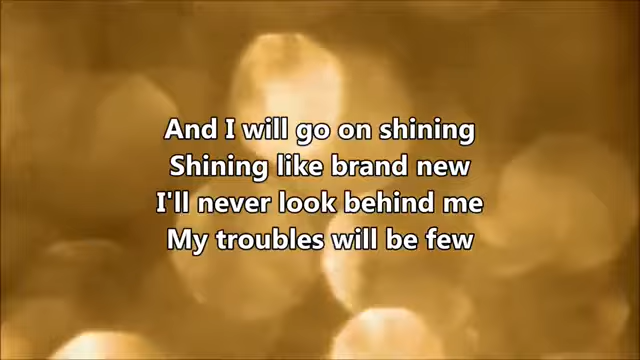 And I will go on shining
Shining like brand new
I'll never look behind me
My troubles will be few